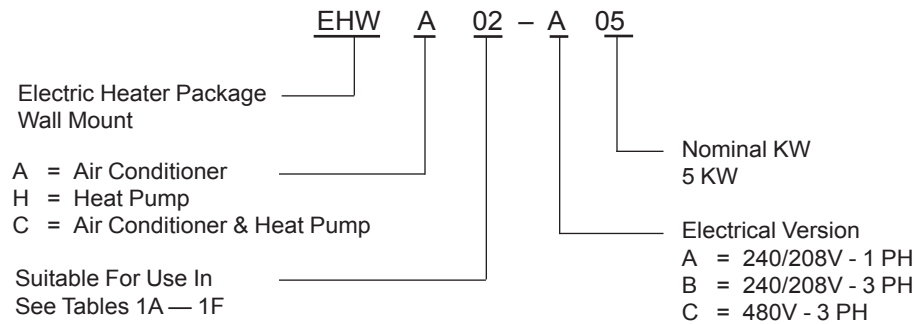 EHW A 02 – A 05
Electric Heater Package
Wall Mount
A = Air Conditioner
H = Heat Pump
C = Air Conditioner & Heat Pump
Suitable For Use In
See Tables 1A — 1F
Nominal KW
5 KW
Electrical Version
A = 240/208V - 1 PH
B = 240/208V - 3 PH
C = 480V - 3 PH